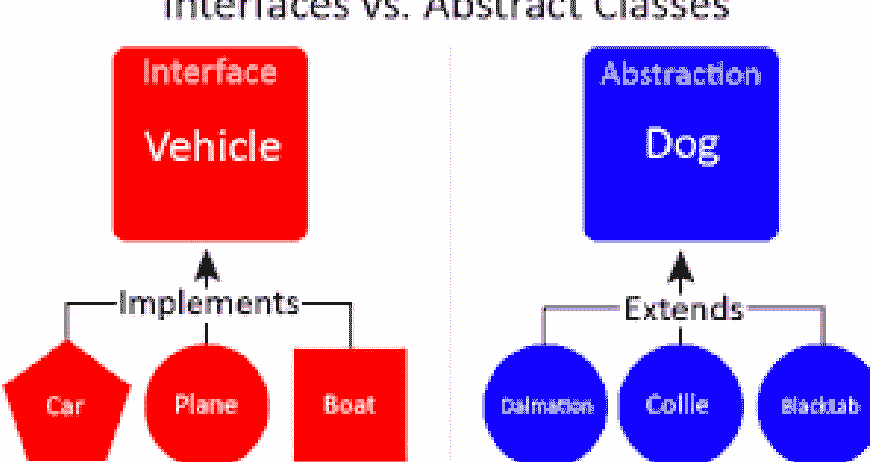 Interfaces vs. Abstract Classes
Interface
Vehicle
Implements
Car
Plane
Boat
Abstraction
Dog
Extends
Dalmation
Collie
BlackLab